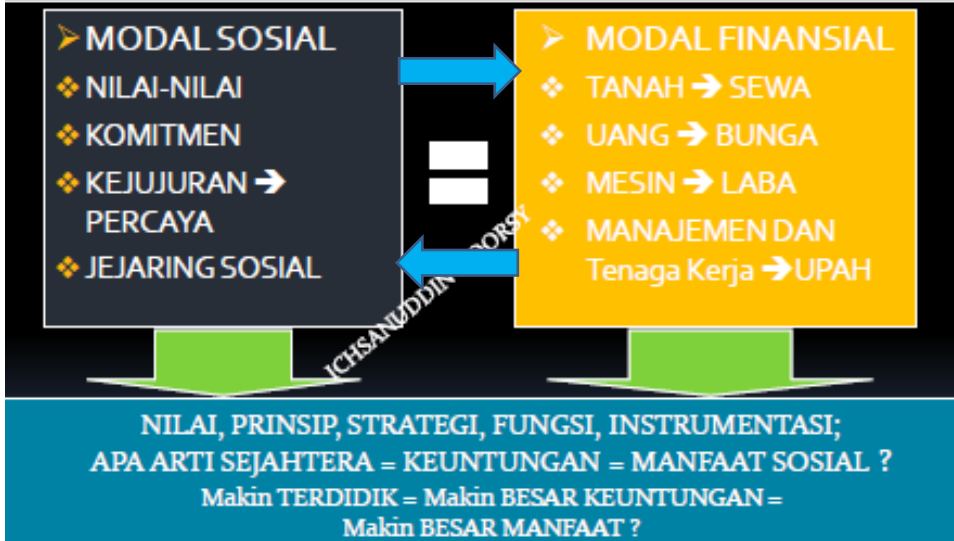 MODAL SOSIAL
NILAI-NILAI
KOMITMEN
KEJUJURAN ➔
PERCAYA
JEJARING SOSIAL
MODAL FINANSIAL
TANAH ➔ SEWA
UANG ➔ BUNGA
MESIN ➔ LABA
MANAJEMEN DAN
Tenaga Kerja ➔UPAH
=
ICHSANUDDIN OORSY
NILAI, PRINSIP, STRATEGI, FUNGSI, INSTRUMENTASI;
APA ARTI SEJAHTERA = KEUNTUNGAN = MANFAAT SOSIAL ?
Makin TERDIDIK = Makin BESAR KEUNTUNGAN =
Makin BESAR MANFAAT ?